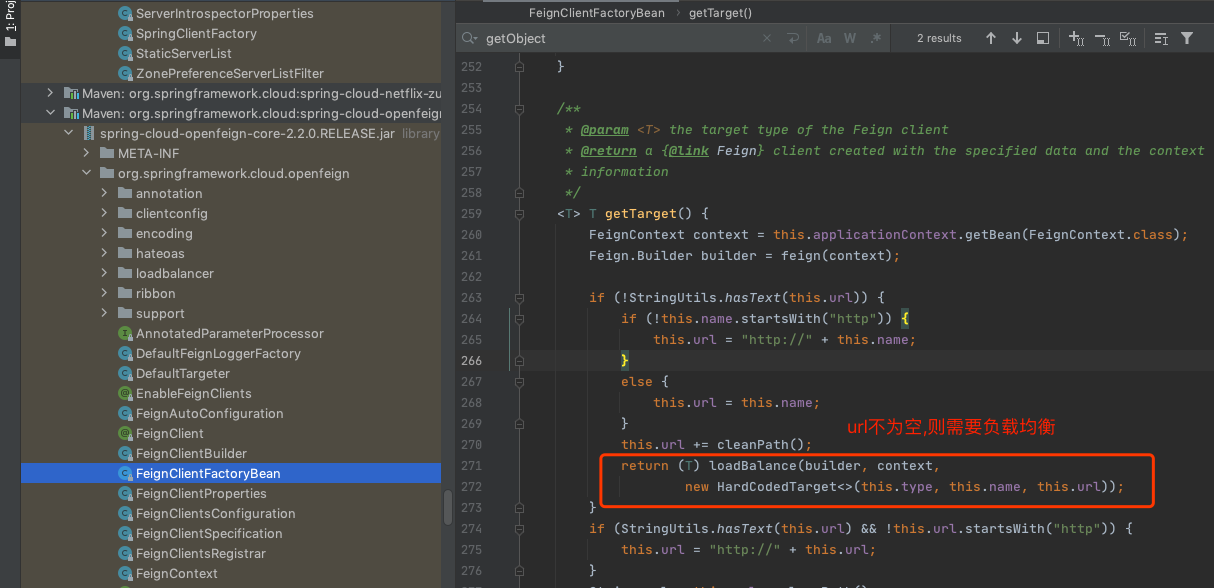 1: Proj
ServerIntrospectorProperties
SpringClientFactory
StaticServerList
ZonePreferenceServerListFilter
Maven: org.springframework.cloud:spring-cloud-netflix-zu
Maven: org.springframework.cloud:spring-cloud-openfeign
spring-cloud-openfeign-core-2.2.0.RELEASE.jar library
META-INF
org.springframework.cloud.openfeign
annotation
clientconfig
encoding
hateoas
loadbalancer
ribbon
support
AnnotatedParameterProcessor
DefaultFeignLoggerFactory
DefaultTargeter
EnableFeignClients
FeignAutoConfiguration
FeignClient
FeignClientBuilder
FeignClientFactoryBean
FeignClientProperties
FeignClientsConfiguration
FeignClientSpecification
FeignClientsRegistrar
FeignContext
FeignClientFactoryBean › getTarget()
getObject × Aa W .* 2 results
252 }
253
254 /**
255 * @param <T> the target type of the Feign client
256 * @return a {@link Feign} client created with the specified data and the context
257 * information
258 */
259 <T> T getTarget() {
260 FeignContext context = this.applicationContext.getBean(FeignContext.class);
261 Feign.Builder builder = feign(context);
262
263 if (!StringUtils.hasText(this.url)) {
264 if (!this.name.startsWith("http")) {
265 this.url = "http://" + this.name;
266 }
267 else {
268 this.url = this.name;
269 }
url不为空,则需要负载均衡
270 this.url += cleanPath();
271 return (T) loadBalance(builder, context,
272 new HardCodedTarget<>(this.type, this.name, this.url));
273 }
274 if (StringUtils.hasText(this.url) && !this.url.startsWith("http")) {
275 this.url = "http://" + this.url;
276 }